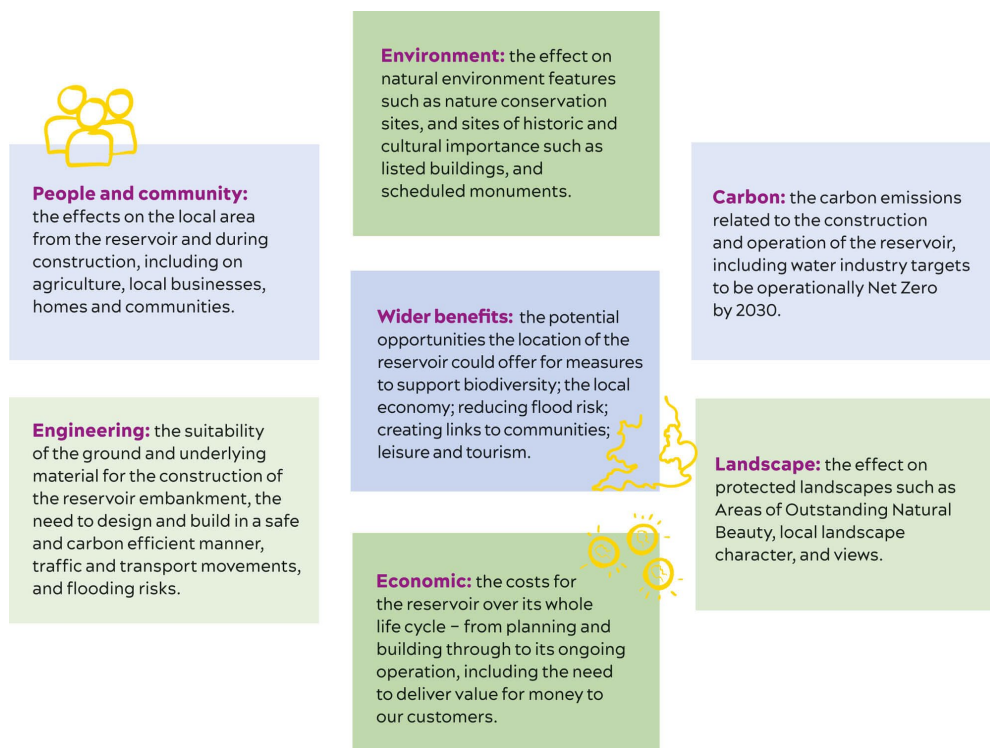 People and community:
the effects on the local area
from the reservoir and during
construction, including on
agriculture, local businesses,
homes and communities.
Engineering: the suitability
of the ground and underlying
material for the construction of
the reservoir embankment, the
need to design and build in a safe
and carbon efficient manner,
traffic and transport movements,
and flooding risks.
Environment: the effect on
natural environment features
such as nature conservation
sites, and sites of historic and
cultural importance such as
listed buildings, and
scheduled monuments.
Wider benefits: the potential
opportunities the location of the
reservoir could offer for measures
to support biodiversity; the local
economy; reducing flood risk;
creating links to communities;
leisure and tourism.
Economic: the costs for
the reservoir over its whole
life cycle – from planning and
building through to its ongoing
operation, including the need
to deliver value for money to
our customers.
Carbon: the carbon emissions
related to the construction
and operation of the reservoir,
including water industry targets
to be operationally Net Zero
by 2030.
Landscape: the effect on
protected landscapes such as
Areas of Outstanding Natural
Beauty, local landscape
character, and views.